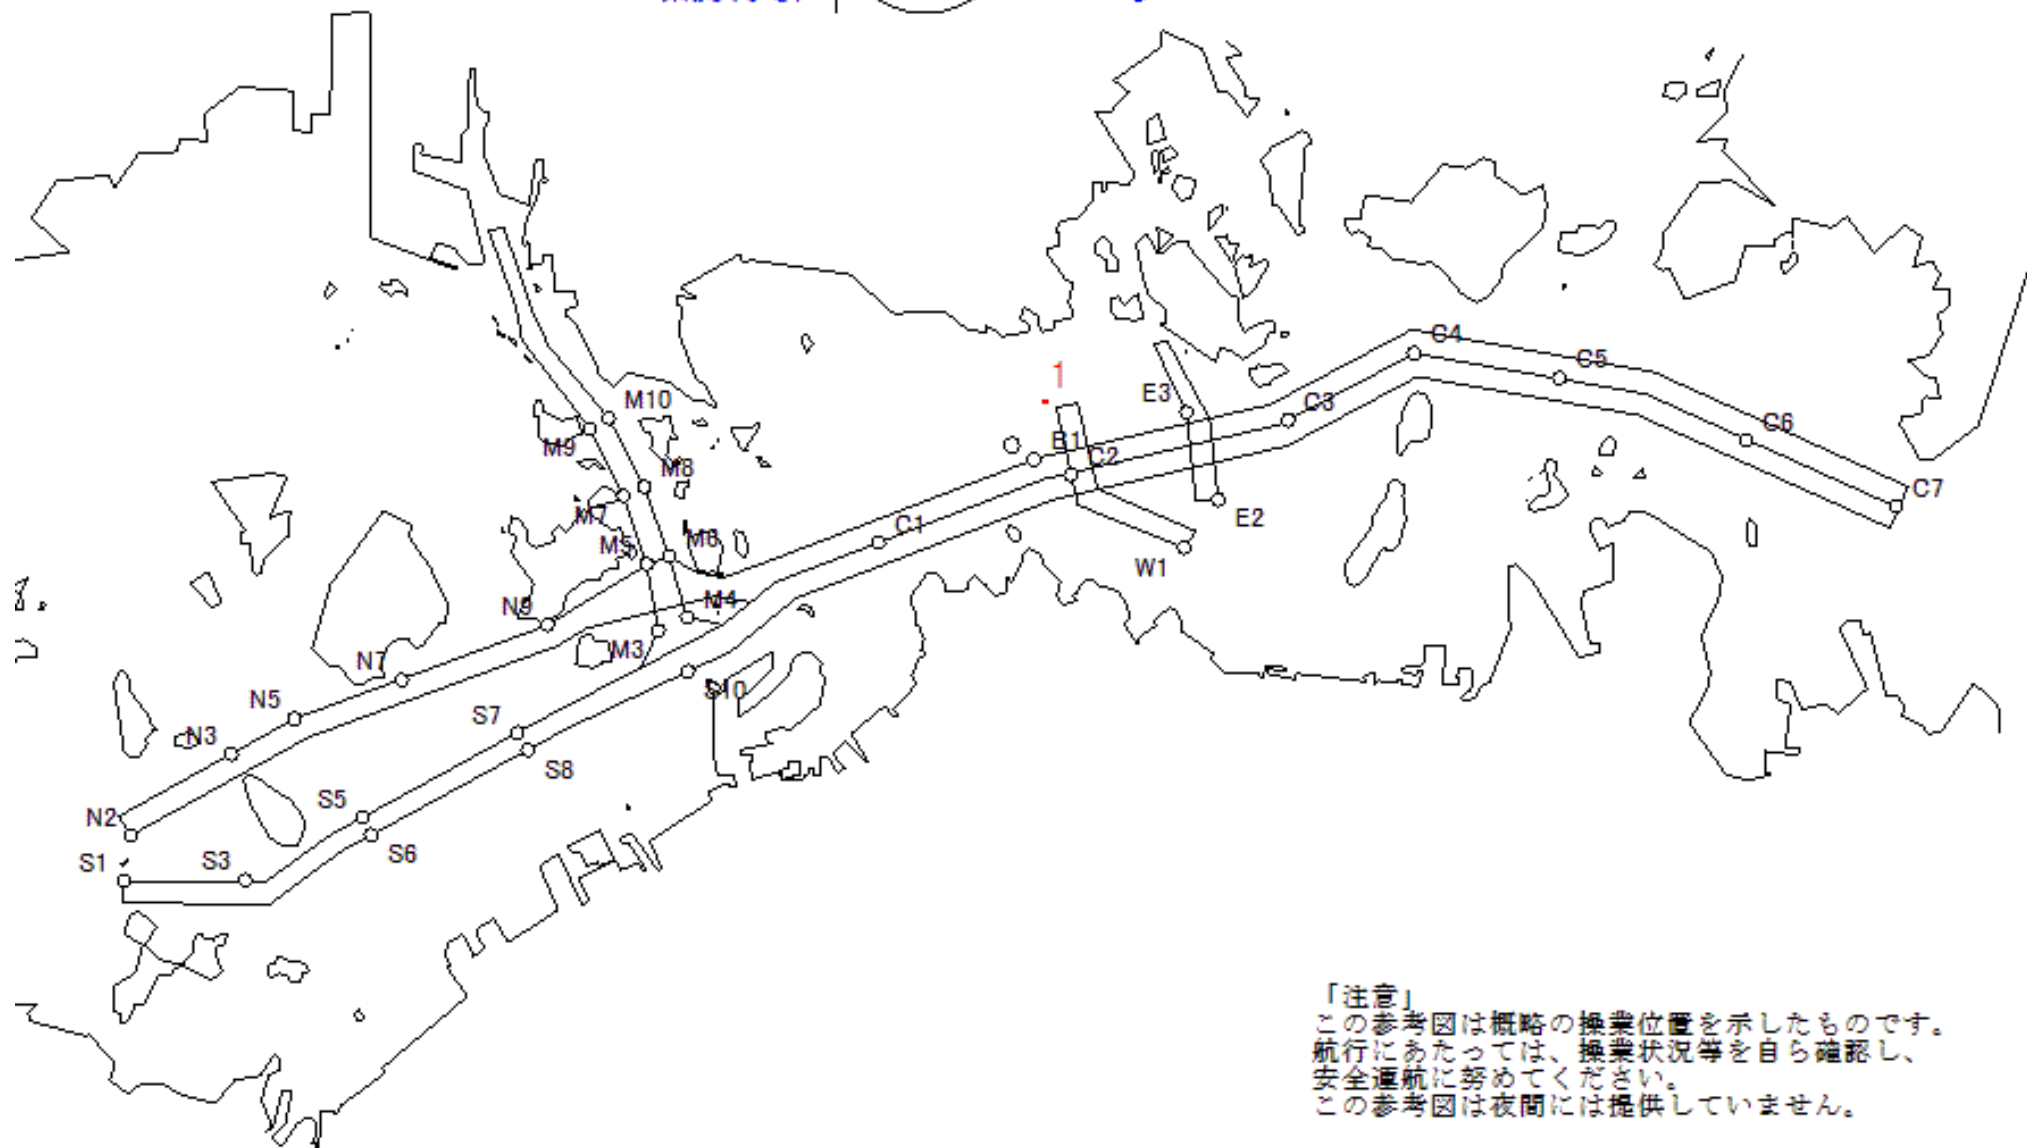 C4
C5
1
E3
M10
C3
C6
M9
B1
C2
M8
C7
M7
E2
C1
M6
M5
W1
N9
M4
M3
N7
S10
N5
S7
N3
S8
S5
N2
S6
S1
S3
「注意」
この参考図は概略の操業位置を示したものです。
航行にあたっては、操業状況等を自ら確認し、
安全運航に努めてください。
この参考図は夜間には提供していません。